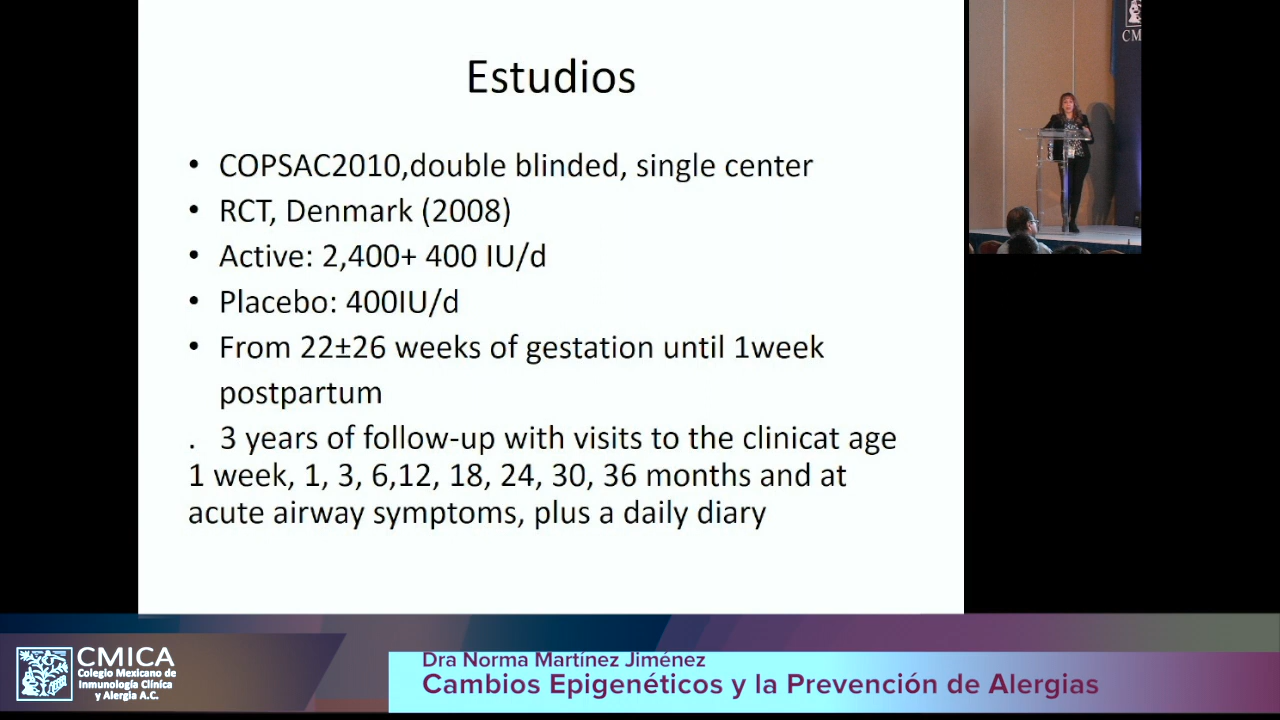 Estudios
• COPSAC2010,double blinded, single center
• RCT, Denmark (2008)
• Active: 2,400+ 400 IU/d
• Placebo: 400IU/d
• From 22±26 weeks of gestation until 1week
postpartum
. 3 years of follow-up with visits to the clinicat age
1 week, 1, 3, 6,12, 18, 24, 30, 36 months and at
acute airway symptoms, plus a daily diary
CM
CMICA
Colegio Mexicano de
Inmunología Clínica
y Alergia A.C.
Dra Norma Martínez Jiménez
Cambios Epigenéticos y la Prevención de Alergias